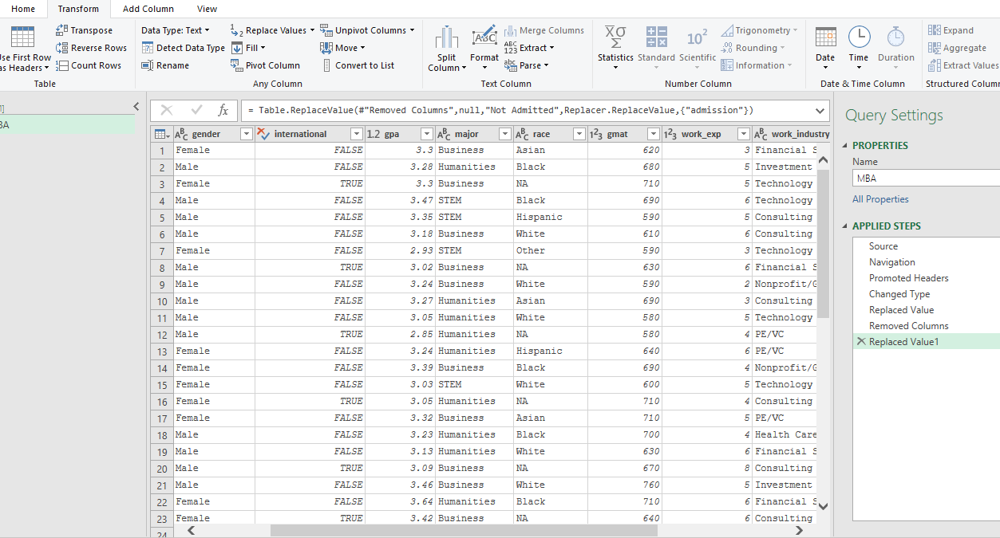 Home Transform Add Column View
Transpose Data Type: Text Replace Values Unpivot Columns Merge Columns Trigonometry Expand
Reverse Rows Detect Data Type Fill Move Extract Rounding Aggregate
Use First Row as Headers Count Rows Rename Pivot Column Convert to List Split Column Format Parse Statistics Standard Scientific Information Date Time Duration Extract Values
Table Any Column Text Column Number Column Date & Time Column Structured Colum
= Table.ReplaceValue(#"Removed Columns",null,"Not Admitted",Replacer.ReplaceValue,{"admission"})
gender international 1.2 gpa major race gmat work_exp work_industry
1 Female FALSE 3.3 Business Asian 620 3 Financial S
2 Male FALSE 3.28 Humanities Black 680 5 Investment
3 Female TRUE 3.3 Business NA 710 5 Technology
4 Male FALSE 3.47 STEM Black 690 6 Technology
5 Male FALSE 3.35 STEM Hispanic 590 5 Consulting
6 Male FALSE 3.18 Business White 610 6 Consulting
7 Female FALSE 2.93 STEM Other 590 3 Technology
8 Male TRUE 3.02 Business NA 630 6 Financial S
9 Male FALSE 3.24 Business White 590 2 Nonprofit/G
10 Male FALSE 3.27 Humanities Asian 690 3 Consulting
11 Male FALSE 3.05 Humanities White 580 5 Technology
12 Male TRUE 2.85 Humanities NA 580 4 PE/VC
13 Female FALSE 3.24 Humanities Hispanic 640 6 PE/VC
14 Female FALSE 3.39 Business Black 690 4 Nonprofit/G
15 Female FALSE 3.03 STEM White 600 5 Technology
16 Female TRUE 3.05 Humanities NA 710 4 Consulting
17 Female FALSE 3.32 Business Asian 710 5 PE/VC
18 Male FALSE 3.23 Humanities Black 700 4 Health Care
19 Male FALSE 3.13 Humanities White 630 6 Financial S
20 Male TRUE 3.09 Business NA 670 8 Consulting
21 Male FALSE 3.46 Business White 760 5 Investment
22 Female FALSE 3.64 Humanities Black 710 6 Financial S
23 Female TRUE 3.42 Business NA 640 6 Consulting
24
Query Settings
PROPERTIES
Name
MBA
All Properties
APPLIED STEPS
Source
Navigation
Promoted Headers
Changed Type
Replaced Value
Removed Columns
Replaced Value1